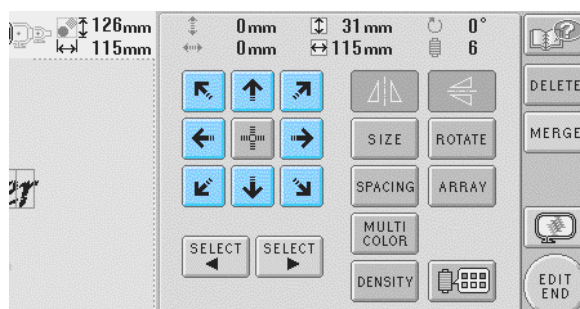 126mm
115mm
0mm
0mm
31mm
115mm
0°
6
DELETE
SIZE
ROTATE
MERGE
SPACING
ARRAY
MULTI
COLOR
SELECT
SELECT
DENSITY
EDIT
END
er